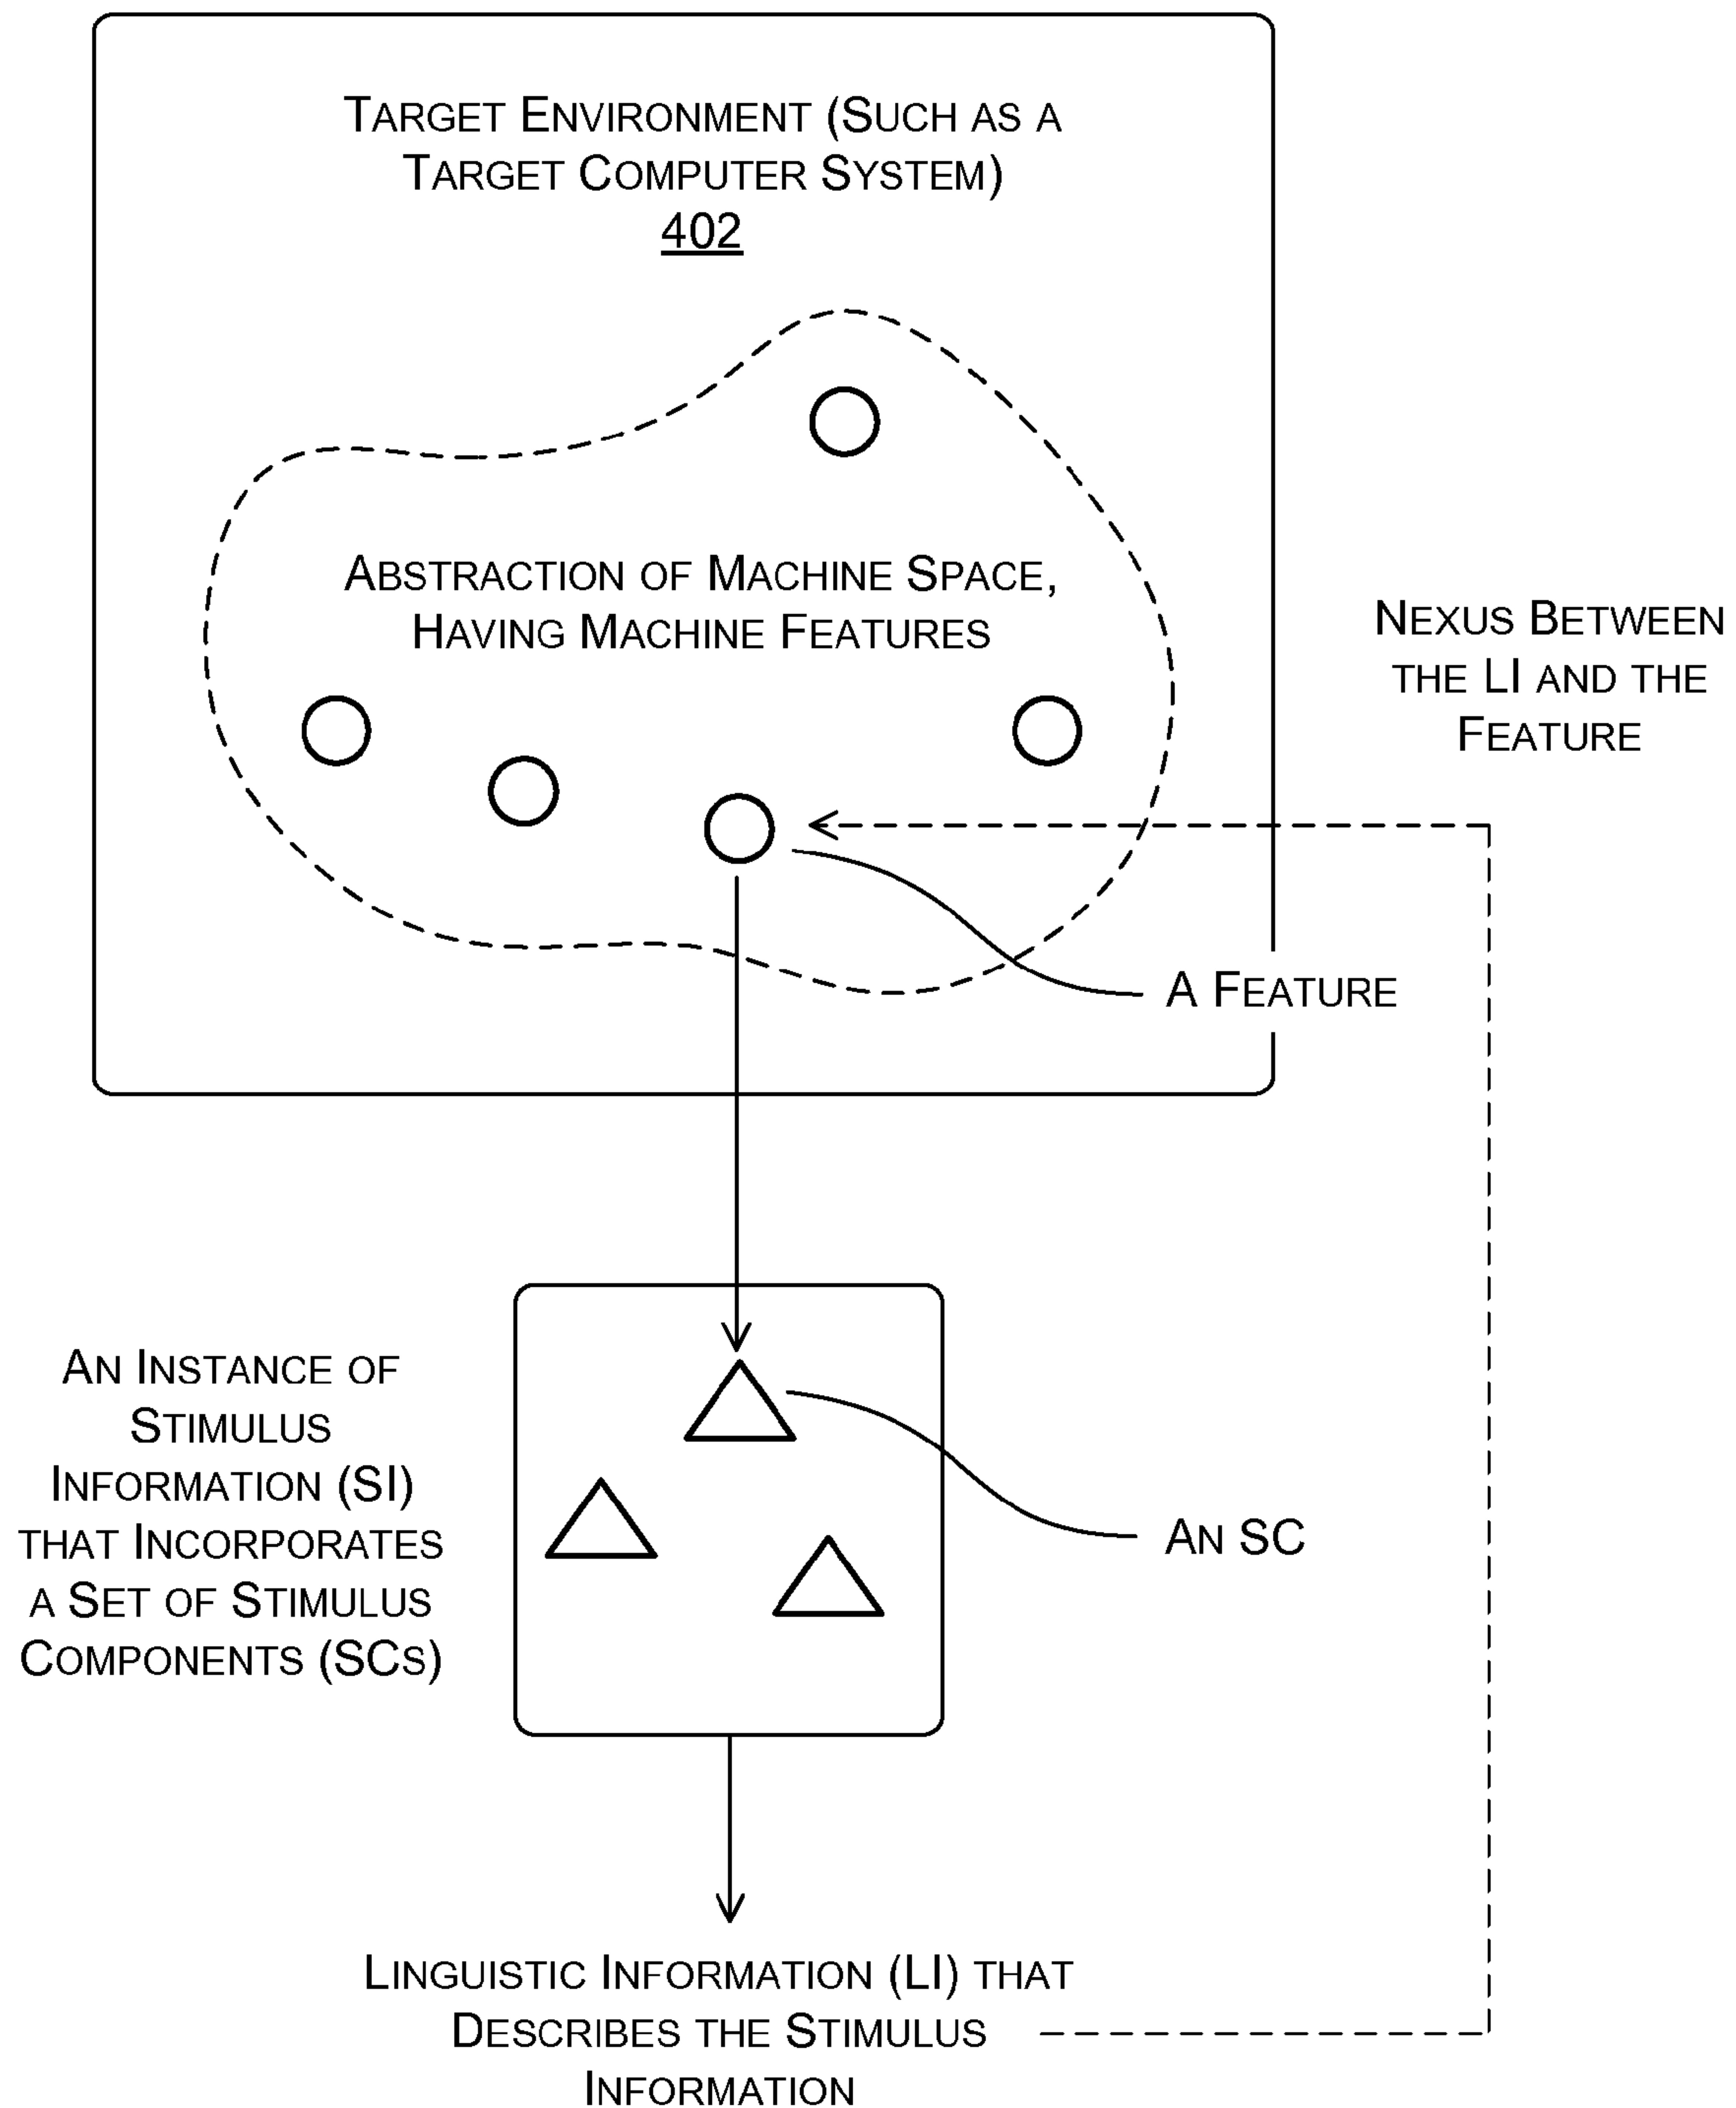 TARGET ENVIRONMENT (SUCH AS A
TARGET COMPUTER SYSTEM)
402
ABSTRACTION OF MACHINE SPACE,
HAVING MACHINE FEATURES
NEXUS BETWEEN
THE LI AND THE
FEATURE
A FEATURE
AN INSTANCE OF
STIMULUS
INFORMATION (SI)
THAT INCORPORATES
A SET OF STIMULUS
COMPONENTS (SCS)
AN SC
LINGUISTIC INFORMATION (LI) THAT
DESCRIBES THE STIMULUS
INFORMATION